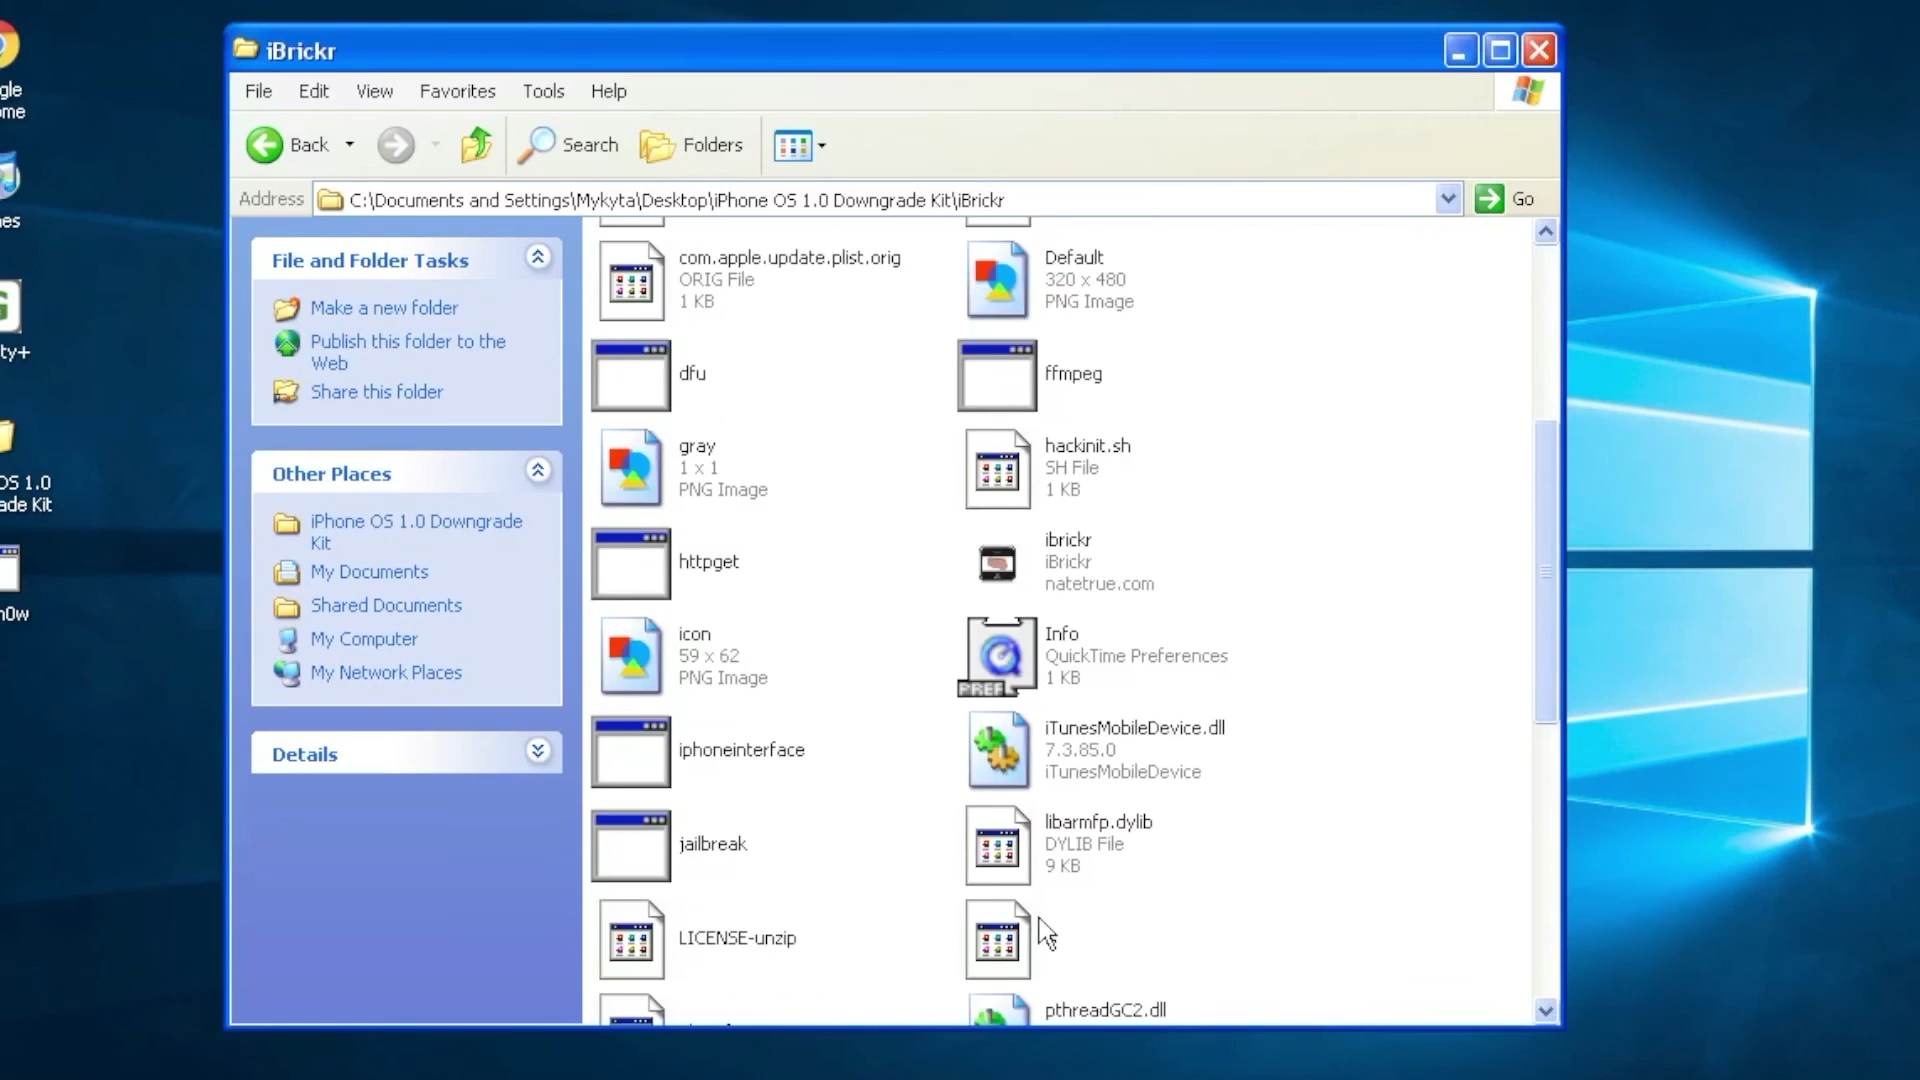 gle
ome
es
ty+
OS 1.0
ade Kit
n0w
iBrickr
File Edit View Favorites Tools Help
Back Search Folders
Address C:\Documents and Settings\Mykyta\Desktop\iPhone OS 1.0 Downgrade Kit\iBrickr Go
File and Folder Tasks
Make a new folder
Publish this folder to the
Web
Share this folder
Other Places
iPhone OS 1.0 Downgrade
Kit
My Documents
Shared Documents
My Computer
My Network Places
Details
com.apple.update.plist.orig
ORIG File
1 KB
Default
320 x 480
PNG Image
dfu
ffmpeg
gray
1 x 1
PNG Image
hackinit.sh
SH File
1 KB
httpget
ibrickr
iBrickr
natetrue.com
icon
59 x 62
PNG Image
PREF
Info
QuickTime Preferences
1 KB
iphoneinterface
iTunesMobileDevice.dll
7.3.85.0
iTunesMobileDevice
jailbreak
libarmfp.dylib
DYLIB File
9 KB
LICENSE-unzip
pthreadGC2.dll